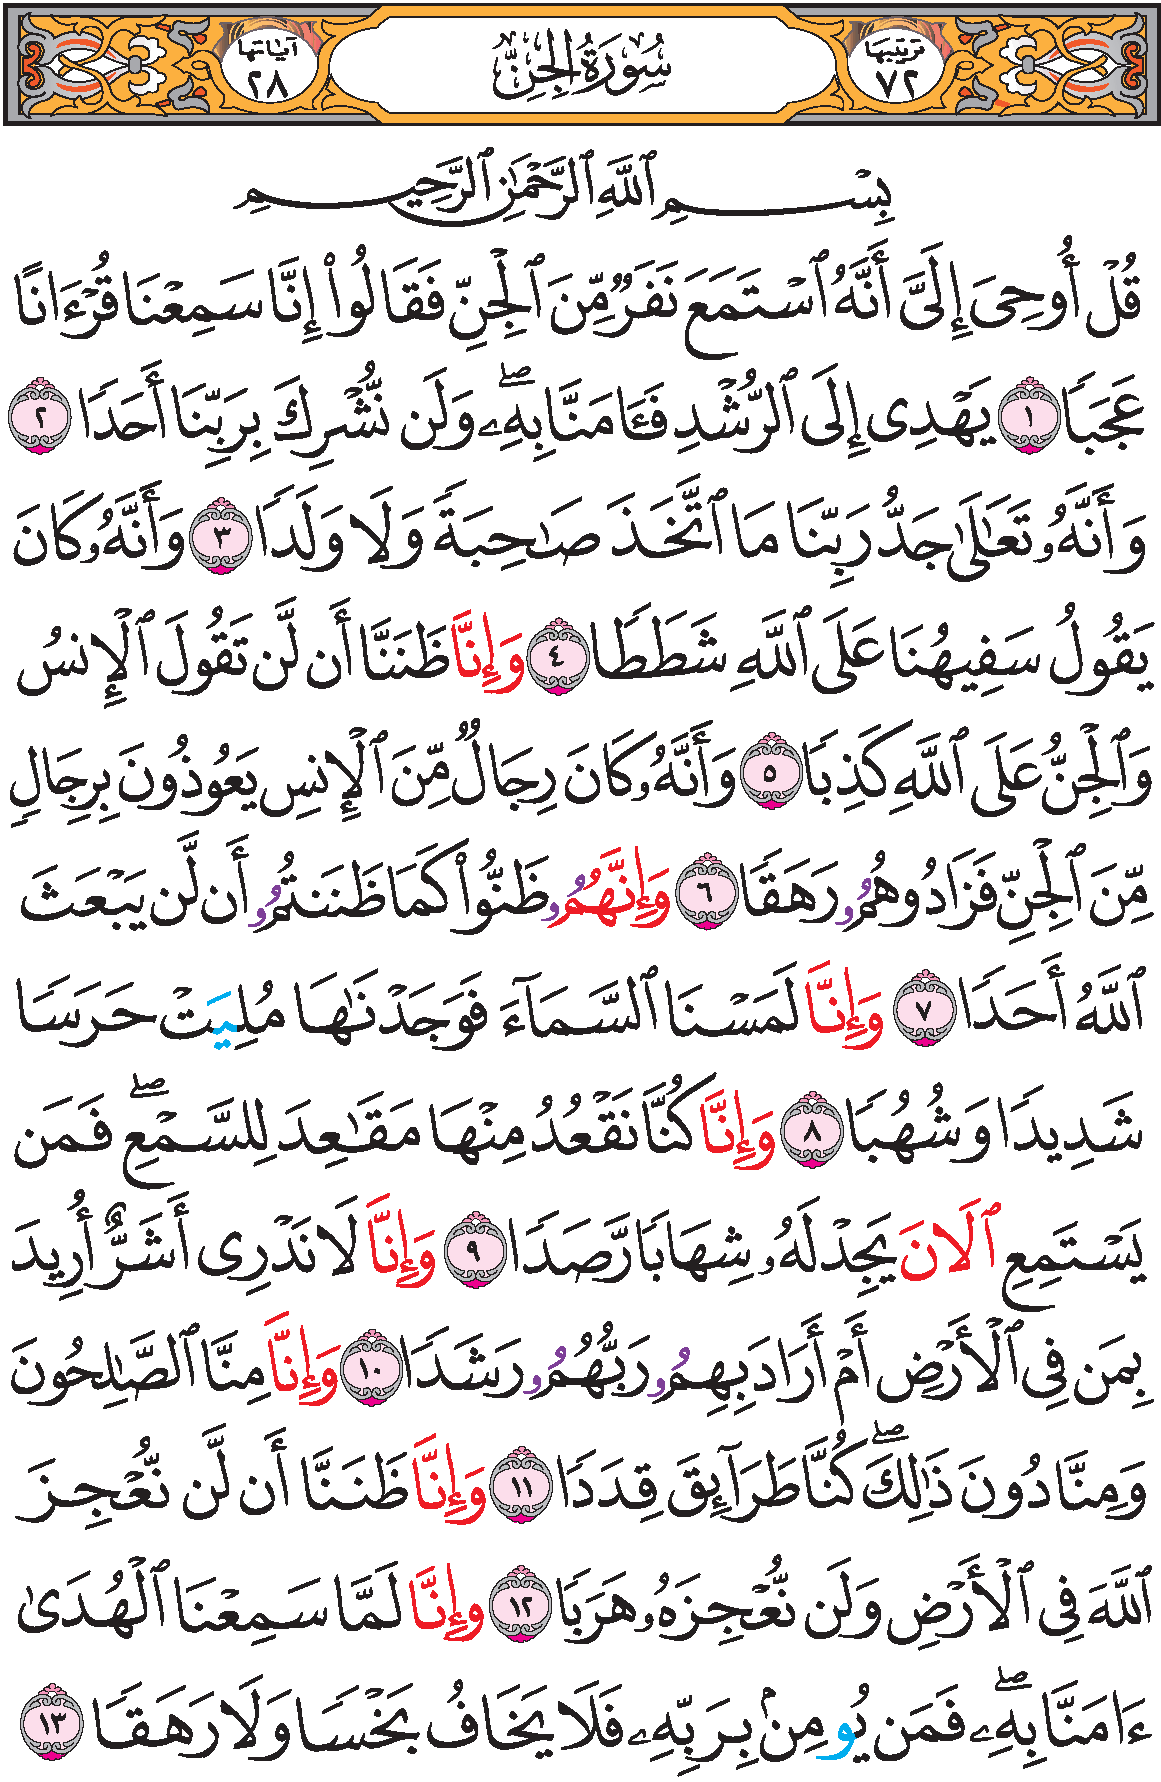 ترتيبها ٧٢ سُورَةُ الجِنِّ آياتها ٢٨
بِسْمِ ٱللَّهِ ٱلرَّحْمَٰنِ ٱلرَّحِيمِ
قُلْ أُوحِىَ إِلَىَّ أَنَّهُ ٱسْتَمَعَ نَفَرٌ مِّنَ ٱلْجِنِّ فَقَالُوٓا۟ إِنَّا سَمِعْنَا قُرْءَانًا
عَجَبًا ١ يَهْدِى إِلَى ٱلرُّشْدِ فَـَٔامَنَّا بِهِۦ ۖ وَلَن نُّشْرِكَ بِرَبِّنَا أَحَدًا ٢
وَأَنَّهُۥ تَعَٰلَىٰ جَدُّ رَبِّنَا مَا ٱتَّخَذَ صَٰحِبَةً وَلَا وَلَدًا ٣ وَأَنَّهُۥ كَانَ
يَقُولُ سَفِيهُنَا عَلَى ٱللَّهِ شَطَطًا ٤ وَإِنَّا ظَنَنَّا أَن لَّن تَقُولَ ٱلْإِنسُ
وَٱلْجِنُّ عَلَى ٱللَّهِ كَذِبًا ٥ وَأَنَّهُۥ كَانَ رِجَالٌ مِّنَ ٱلْإِنسِ يَعُوذُونَ بِرِجَالٍ
مِّنَ ٱلْجِنِّ فَزَادُوهُمُۥ رَهَقًا ٦ وَإِنَّهُمُۥ ظَنُّوا۟ كَمَا ظَنَنتُمُۥ أَن لَّن يَبْعَثَ
ٱللَّهُ أَحَدًا ٧ وَإِنَّا لَمَسْنَا ٱلسَّمَآءَ فَوَجَدْنَٰهَا مُلِيَتْ حَرَسًا
شَدِيدًا وَشُهُبًا ٨ وَإِنَّا كُنَّا نَقْعُدُ مِنْهَا مَقَٰعِدَ لِلسَّمْعِ ۖ فَمَن
يَسْتَمِعِ ٱلَانَ يَجِدْ لَهُۥ شِهَابًا رَّصَدًا ٩ وَإِنَّا لَا نَدْرِى أَشَرٌّ أُرِيدَ
بِمَن فِى ٱلْأَرْضِ أَمْ أَرَادَ بِهِمُۥ رَبُّهُمُۥ رَشَدًا ١٠ وَإِنَّا مِنَّا ٱلصَّٰلِحُونَ
وَمِنَّا دُونَ ذَٰلِكَ ۖ كُنَّا طَرَآئِقَ قِدَدًا ١١ وَإِنَّا ظَنَنَّا أَن لَّن نُّعْجِزَ
ٱللَّهَ فِى ٱلْأَرْضِ وَلَن نُّعْجِزَهُۥ هَرَبًا ١٢ وَإِنَّا لَمَّا سَمِعْنَا ٱلْهُدَىٰ
ءَامَنَّا بِهِۦ ۖ فَمَن يُومِنۢ بِرَبِّهِۦ فَلَا يَخَافُ بَخْسًا وَلَا رَهَقًا ١٣